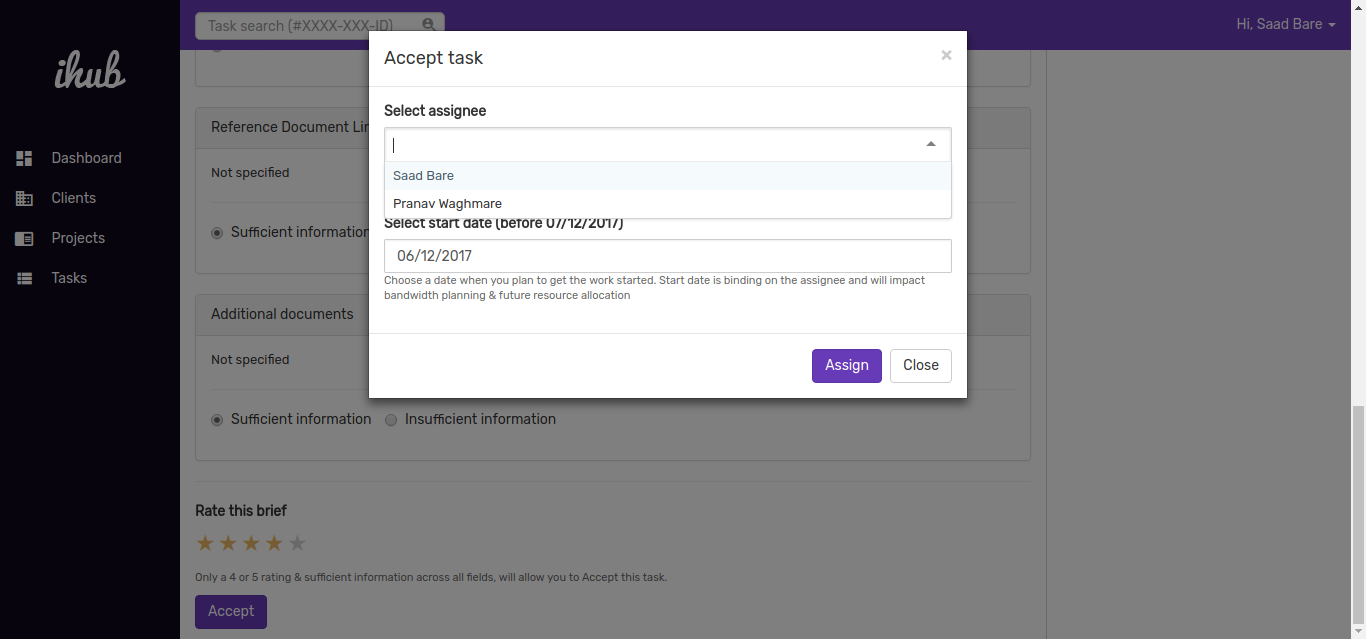 Task search (#XXXX-XXX-ID)
Hi, Saad Bare
ihub
Dashboard
Clients
Projects
Tasks
Accept task
×
Select assignee
Saad Bare
Pranav Waghmare
Select start date (before 07/12/2017)
06/12/2017
Choose a date when you plan to get the work started. Start date is binding on the assignee and will impact
bandwidth planning & future resource allocation
Assign
Close
Reference Document
Not specified
Sufficient information
Additional documents
Not specified
Sufficient information
Insufficient information
Rate this brief
Only a 4 or 5 rating & sufficient information across all fields, will allow you to Accept this task.
Accept